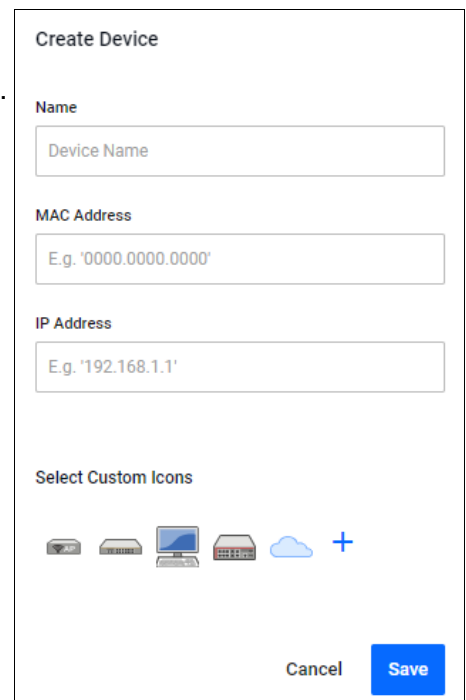 Create Device
.
Name
Device Name
MAC Address
E.g. '0000.0000.0000'
IP Address
E.g. '192.168.1.1'
Select Custom Icons
AP
+
Cancel Save